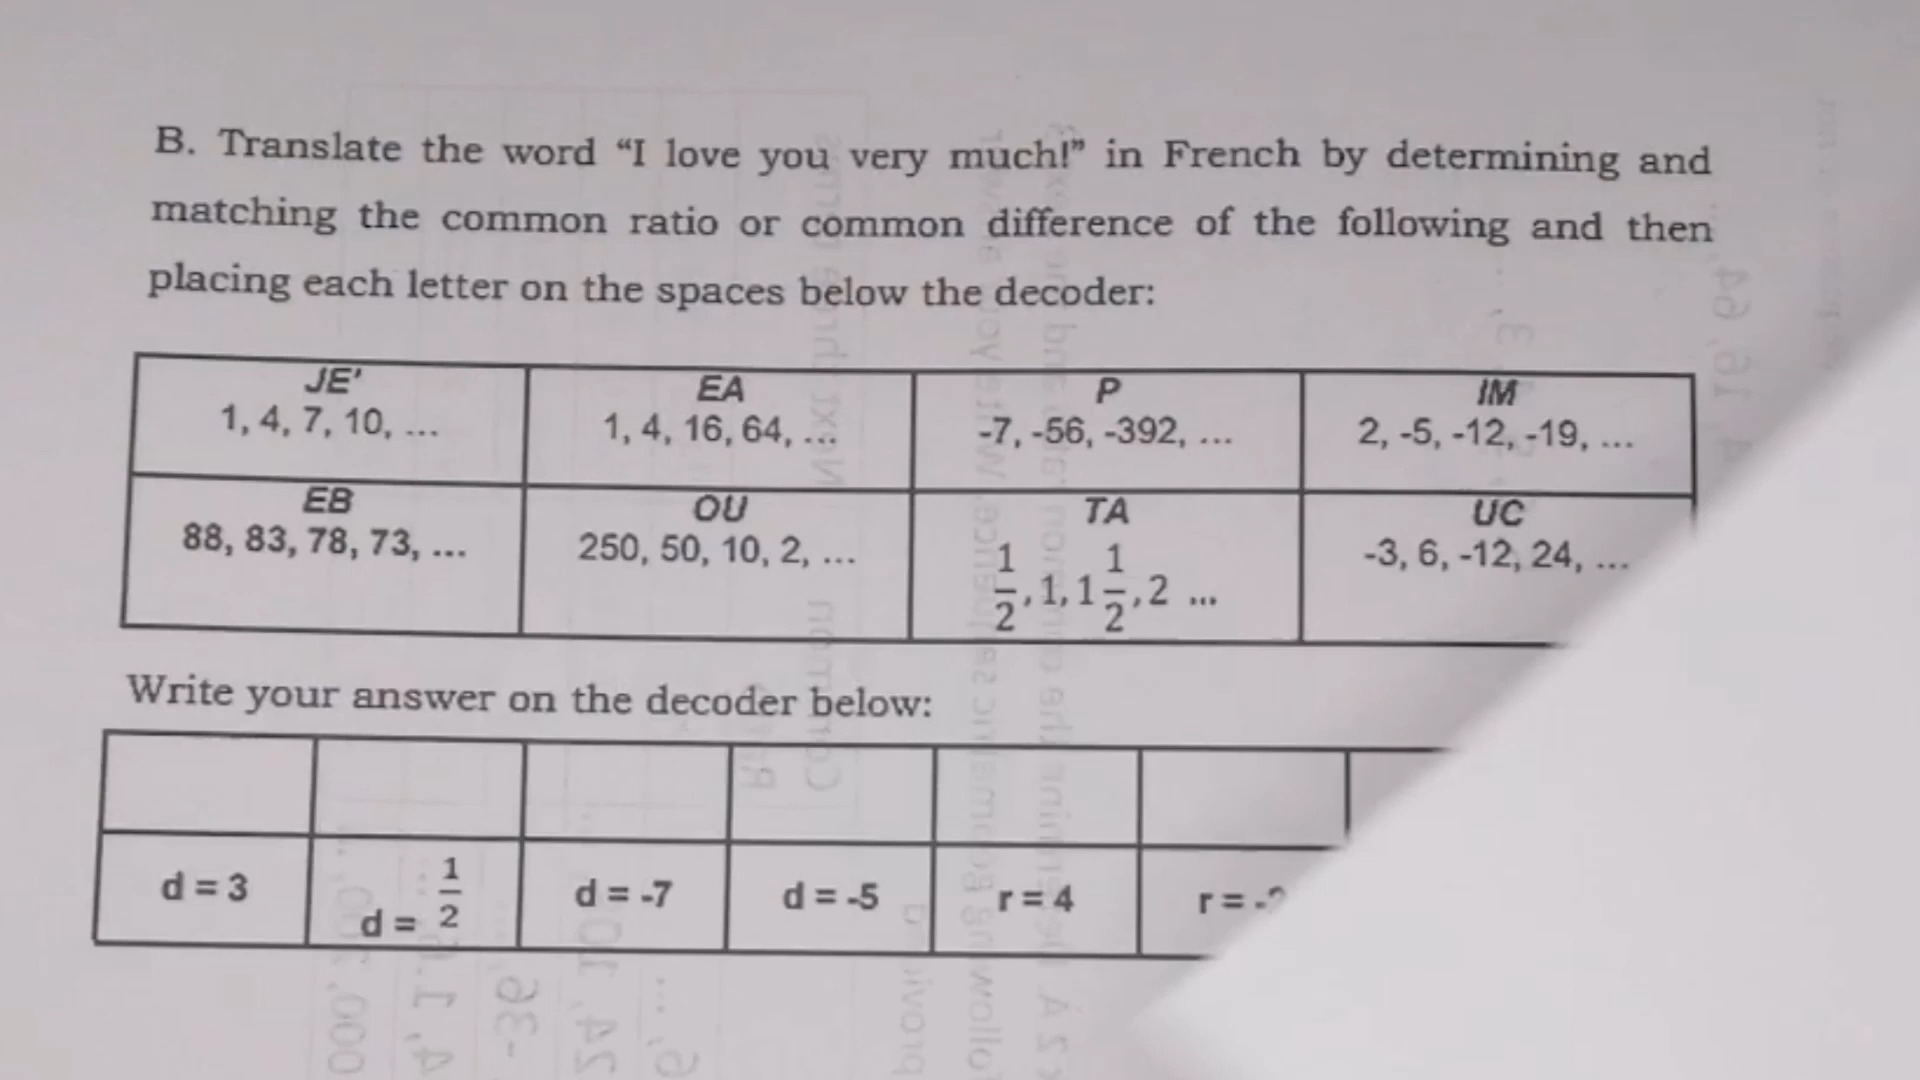 B. Translate the word “I love you very much!” in French by determining and
matching the common ratio or common difference of the following and then
placing each letter on the spaces below the decoder:
JE' EA P IM
1, 4, 7, 10, ... 1, 4, 16, 64, ... -7, -56, -392, ... 2, -5, -12, -19, ...
EB OU TA UC
88, 83, 78, 73, ... 250, 50, 10, 2, ... 1/2, 1, 1 1/2, 2 ... -3, 6, -12, 24, ...
Write your answer on the decoder below:
d = 3 d = 1/2 d = -7 d = -5 r = 4 r = -